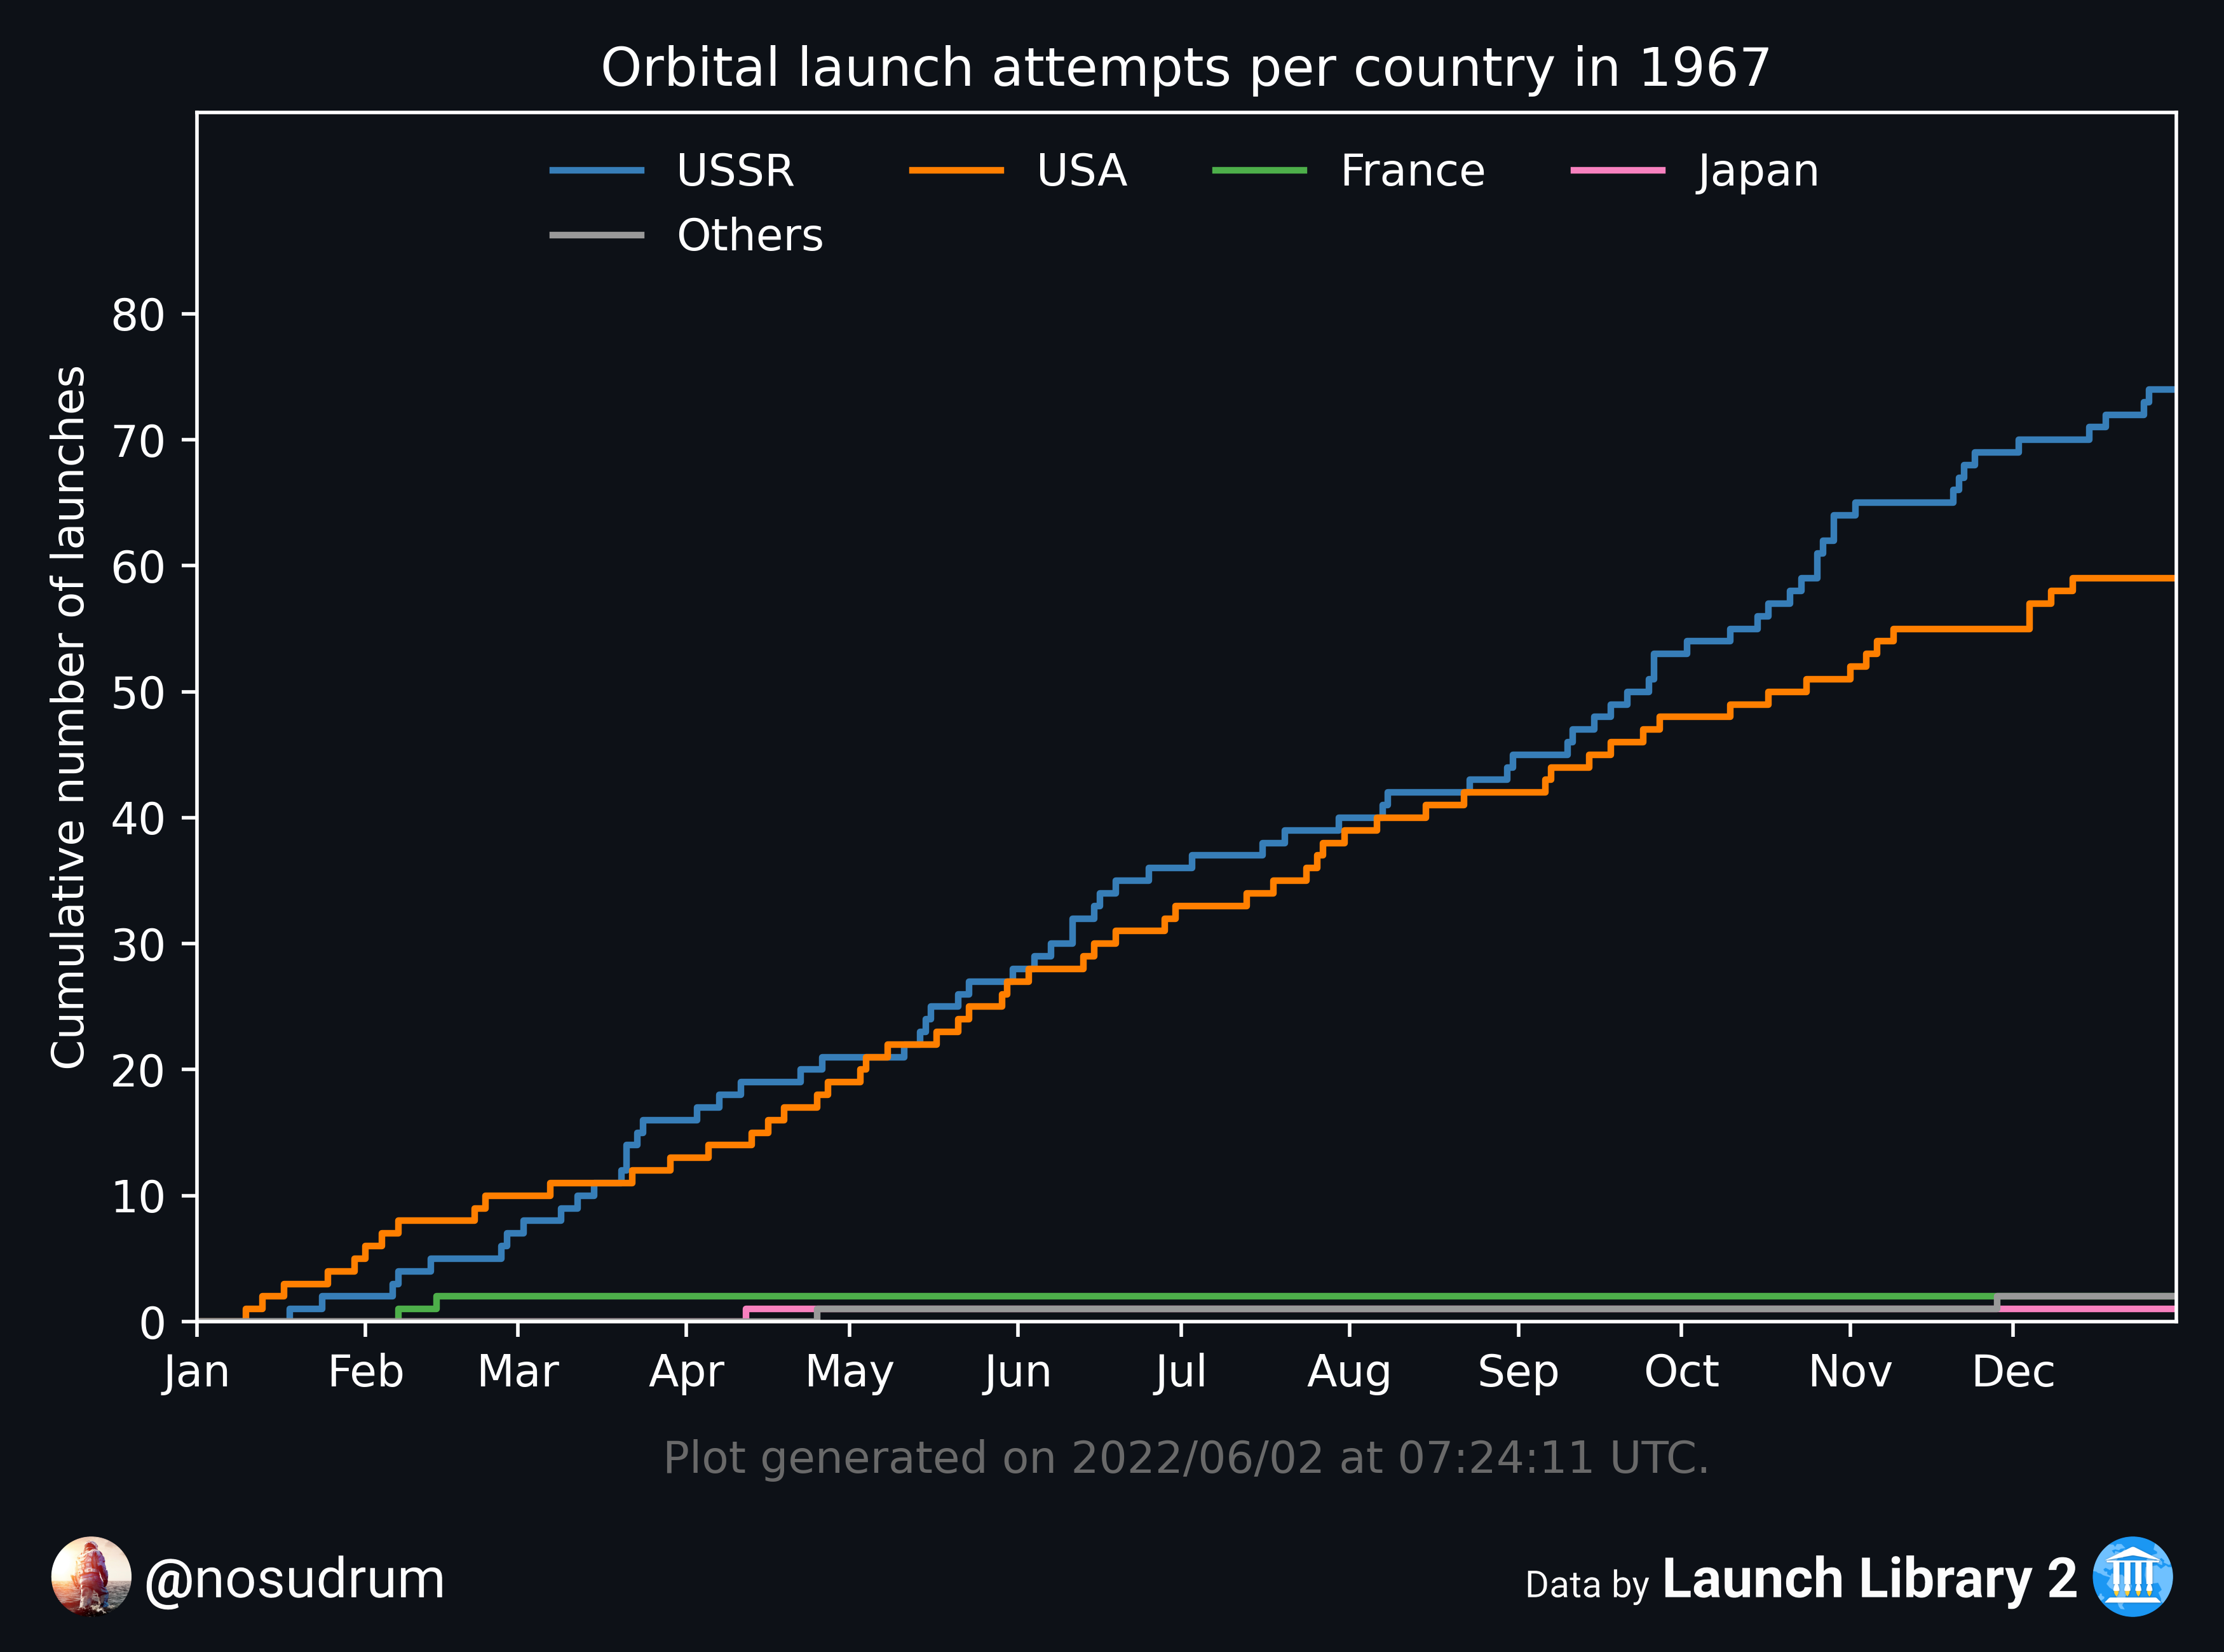 Orbital launch attempts per country in 1967
USSR USA France Japan
Others
Cumulative number of launches
80
70
60
50
40
30
20
10
0
Jan Feb Mar Apr May Jun Jul Aug Sep Oct Nov Dec
Plot generated on 2022/06/02 at 07:24:11 UTC.
@nosudrum
Data by Launch Library 2